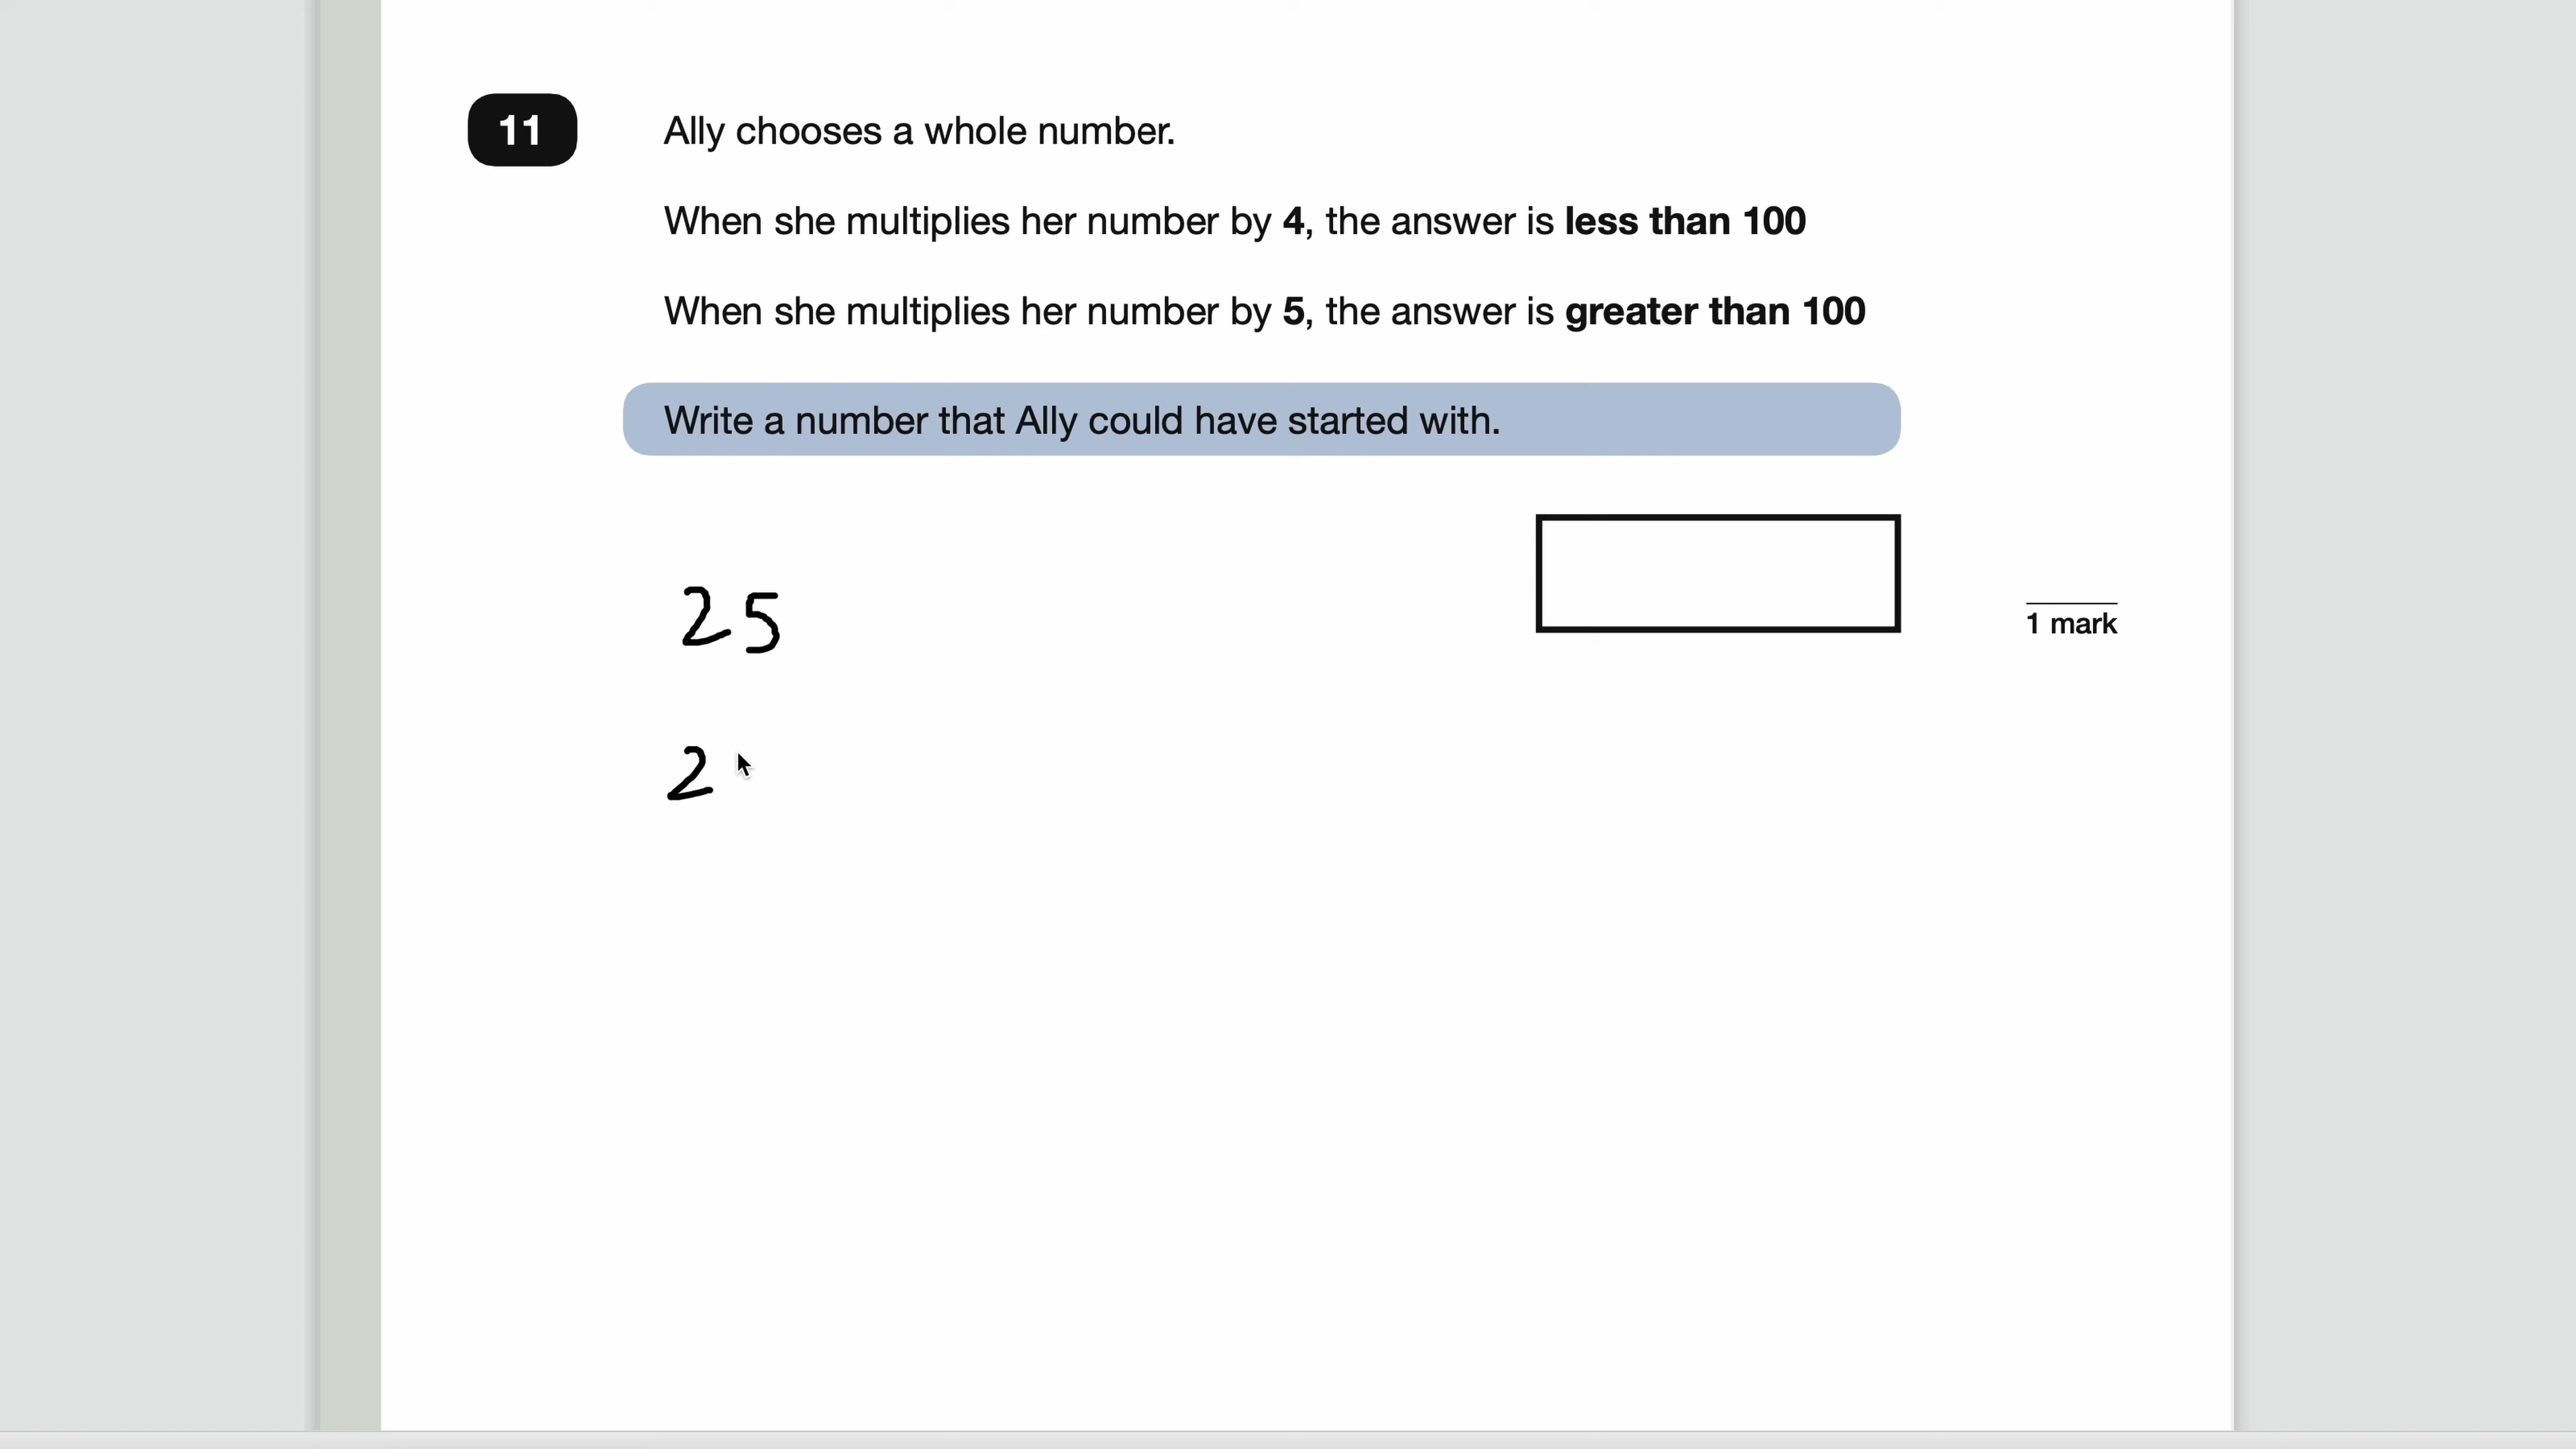 11 Ally chooses a whole number.
When she multiplies her number by 4, the answer is less than 100
When she multiplies her number by 5, the answer is greater than 100
Write a number that Ally could have started with.
25
1 mark
2